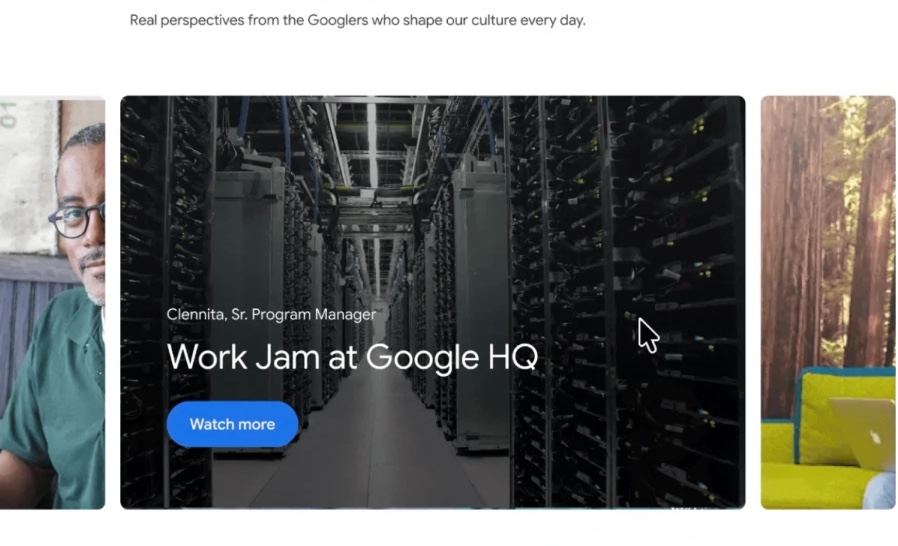 Real perspectives from the Googlers who shape our culture every day.
Clennita, Sr. Program Manager
Work Jam at Google HQ
Watch more